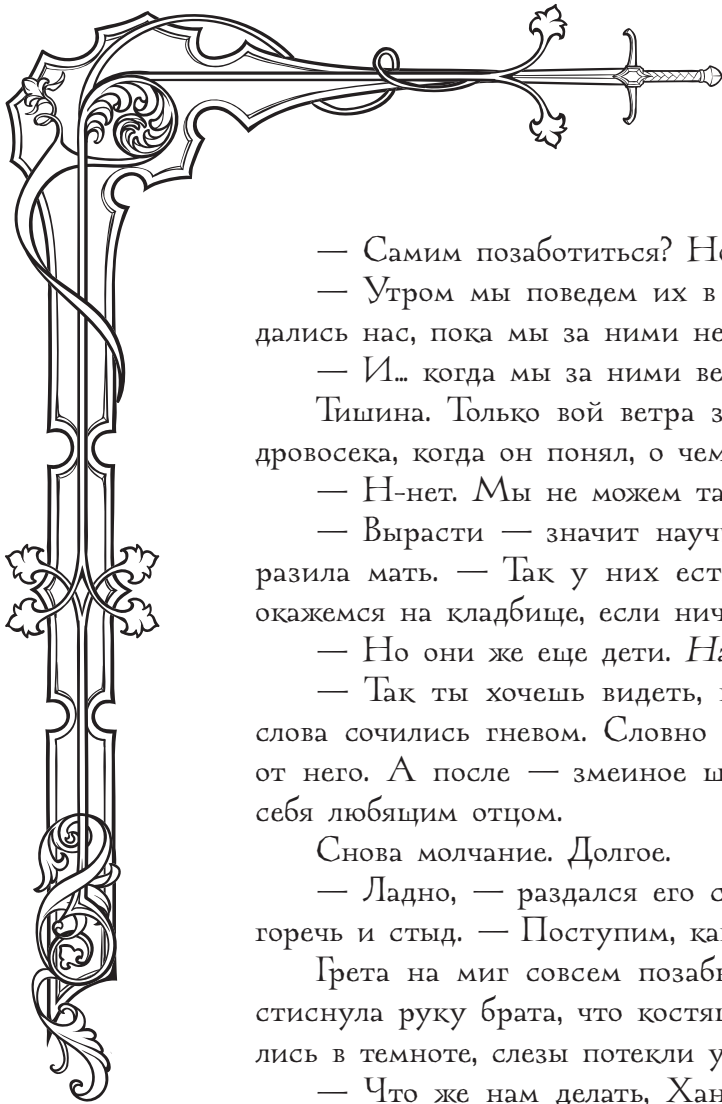 — Самим позаботиться? Но
— Утром мы поведем их в
дались нас, пока мы за ними не
— И... когда мы за ними ве
Тишина. Только вой ветра з
дровосека, когда он понял, о чем
— Н-нет. Мы не можем та
— Вырасти — значит науч
разила мать. — Так у них ест
окажемся на кладбище, если нич
— Но они же еще дети. На
— Так ты хочешь видеть,
слова сочились гневом. Словно
от него. А после — змеиное ш
себя любящим отцом.
Снова молчание. Долгое.
— Ладно, — раздался его с
горечь и стыд. — Поступим, ка
Грета на миг совсем позабы
стиснула руку брата, что костя
лись в темноте, слезы потекли у
— Что же нам делать, Хан